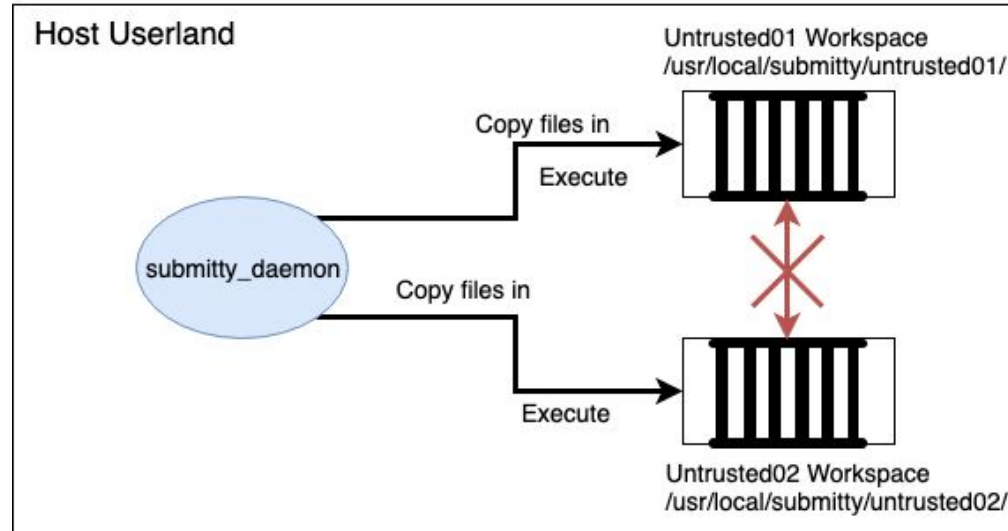 Host Userland
Untrusted01 Workspace
/usr/local/submitty/untrusted01/
Copy files in
Execute
submitty_daemon
Copy files in
Execute
Untrusted02 Workspace
/usr/local/submitty/untrusted02/